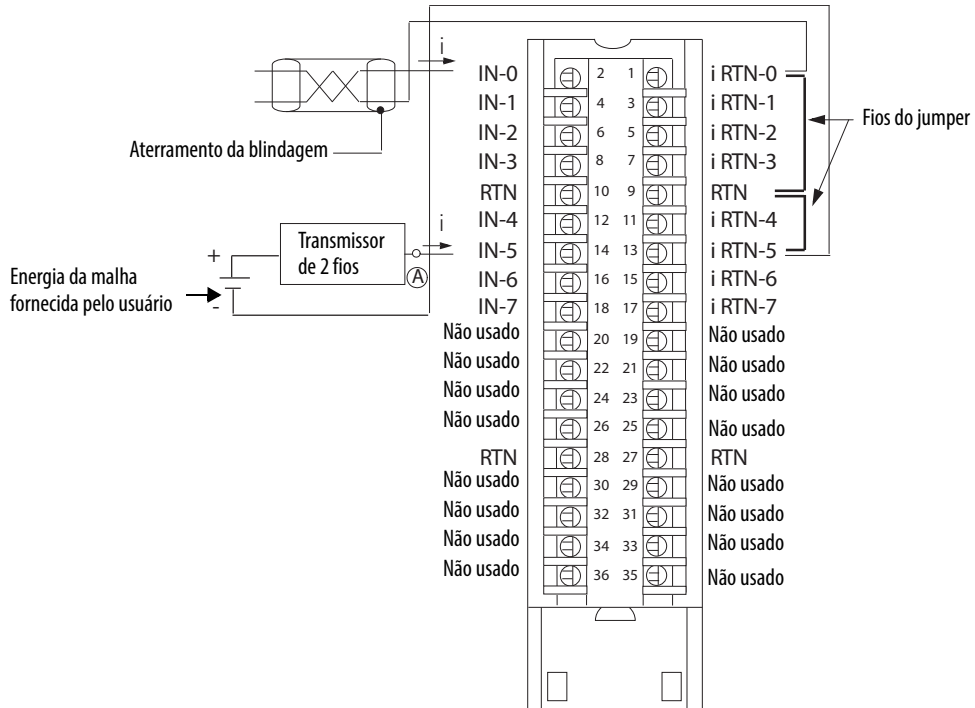 i
IN-0 2 1 i RTN-0
IN-1 4 3 i RTN-1
IN-2 6 5 i RTN-2
Fios do jumper
Aterramento da blindagem
IN-3 8 7 i RTN-3
RTN 10 9 RTN
IN-4 12 11 i RTN-4
i
Transmissor
de 2 fios
+
IN-5 14 13 i RTN-5
A
Energia da malha
fornecida pelo usuário
-
IN-6 16 15 i RTN-6
IN-7 18 17 i RTN-7
Não usado 20 19 Não usado
Não usado 22 21 Não usado
Não usado 24 23 Não usado
Não usado 26 25 Não usado
RTN 28 27 RTN
Não usado 30 29 Não usado
Não usado 32 31 Não usado
Não usado 34 33 Não usado
Não usado 36 35 Não usado